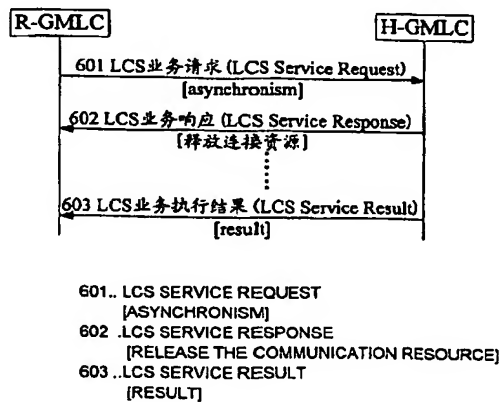 R-GMLC
H-GMLC
601 LCS业务请求(LCS Service Request)
[asynchronism]
602 LCS业务响应(LCS Service Response)
[释放连接资源]
603 LCS业务执行结果(LCS Service Result)
[result]
601.. LCS SERVICE REQUEST
[ASYNCHRONISM]
602 .LCS SERVICE RESPONSE
[RELEASE THE COMMUNICATION RESOURCE]
603 ..LCS SERVICE RESULT
[RESULT]